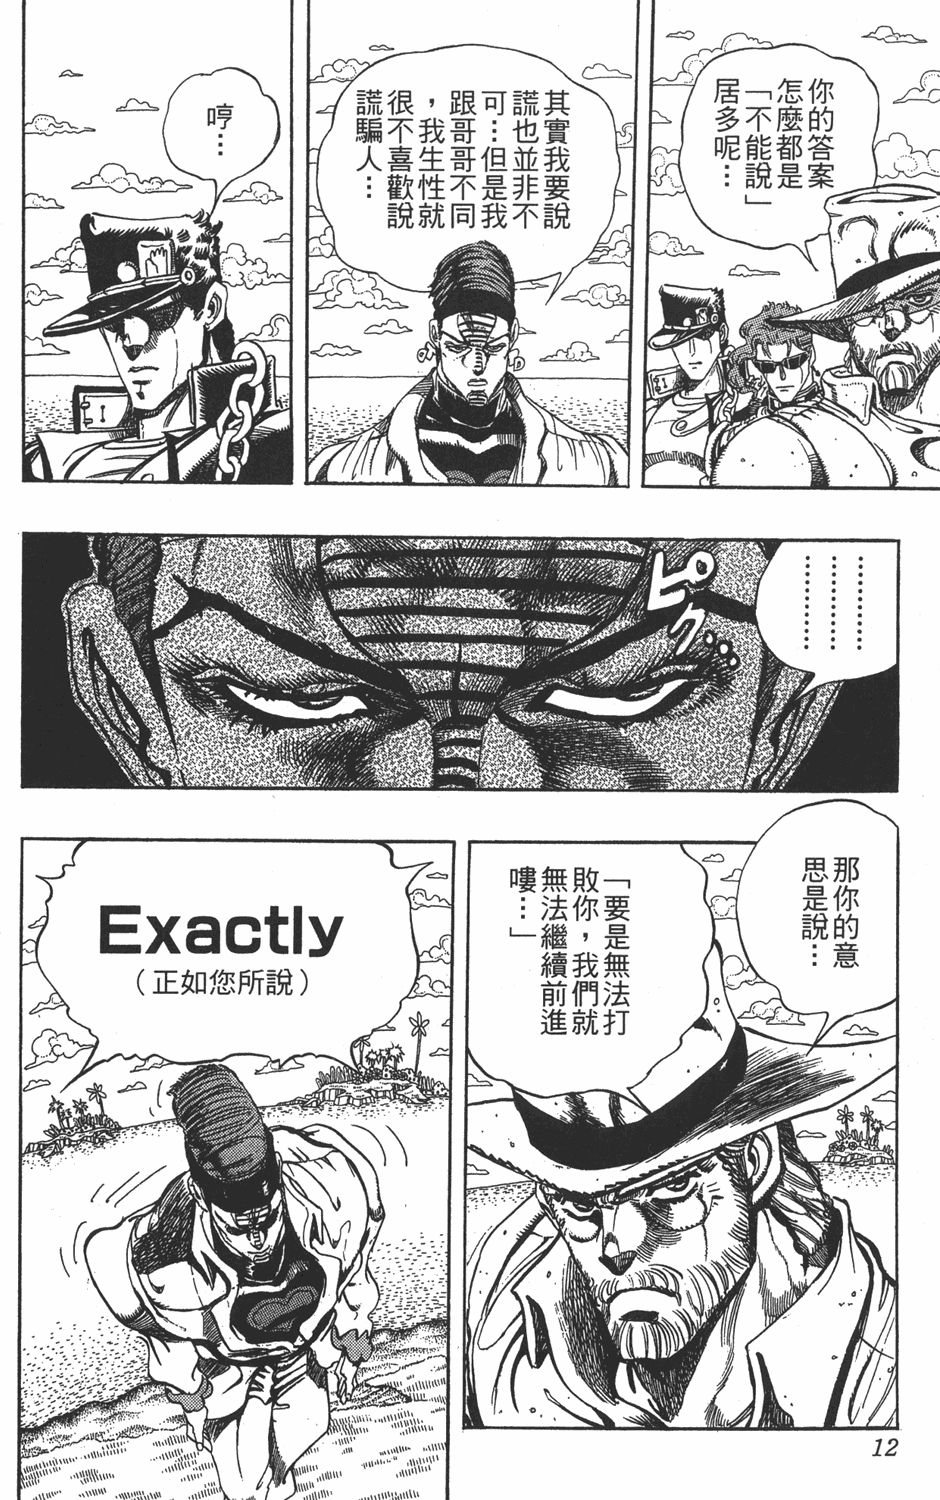 你的答案
怎麼都是
「不能說」
居多呢…
其實我要說
謊也並非不
可…但是我
跟哥哥不同
，我生性就
很不喜歡說
謊騙人…
哼…
………
………
………
ピクッ…
那你的意
思是說…
「要是無法打
敗你，我們就
無法繼續前進
嘍…」
Exactly
（正如您所說）
12